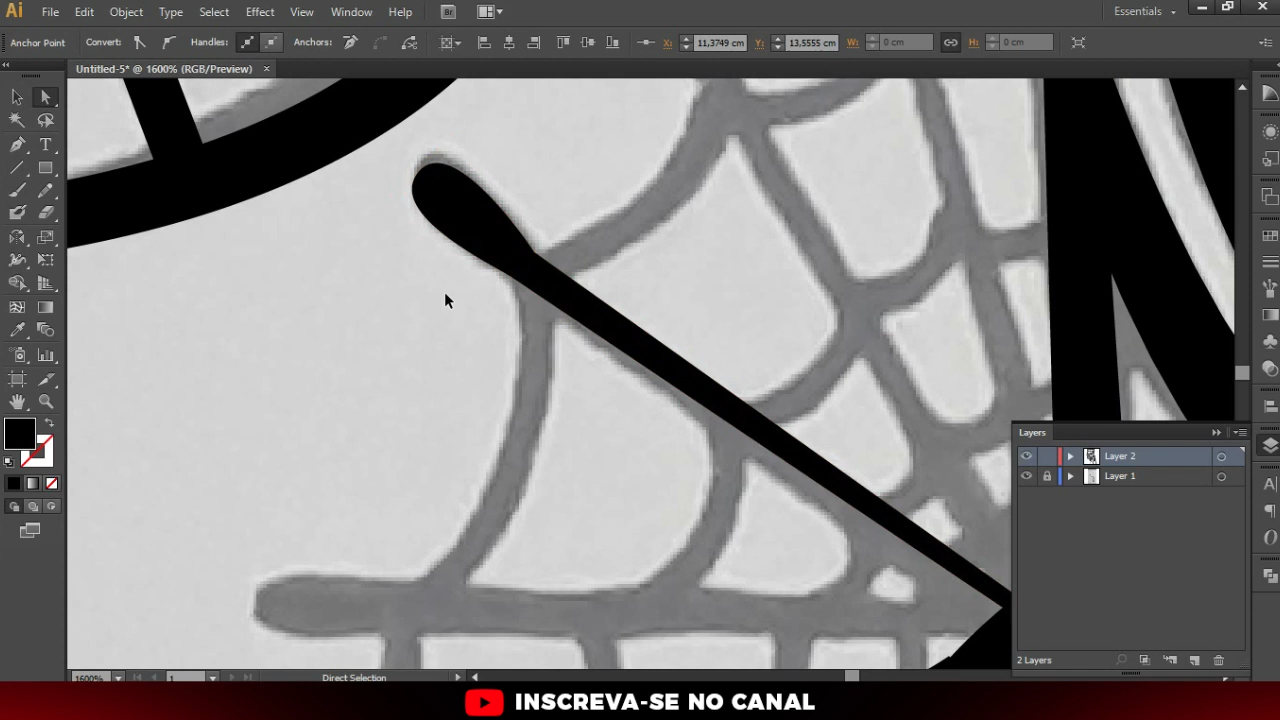 Ai File Edit Object Type Select Effect View Window Help Br Essentials
Anchor Point Convert: Handles: Anchors: X: 11,3749 cm Y: 13,5555 cm W: 0 cm H: 0 cm
Untitled-5* @ 1600% (RGB/Preview) ×
Layers
Layer 2
Layer 1
2 Layers
1600% 1 Direct Selection
INSCREVA-SE NO CANAL